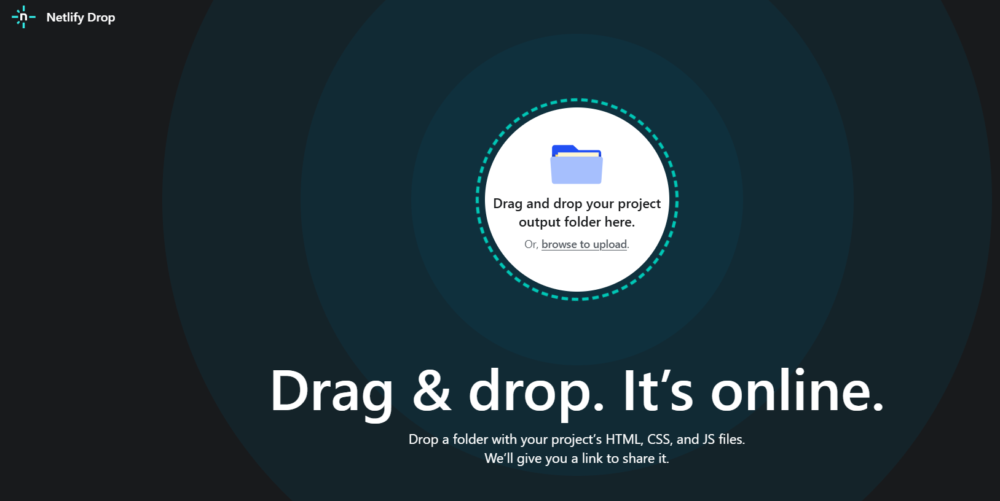 Netlify Drop
Drag and drop your project
output folder here.
Or, browse to upload.
Drag & drop. It’s online.
Drop a folder with your project’s HTML, CSS, and JS files.
We’ll give you a link to share it.